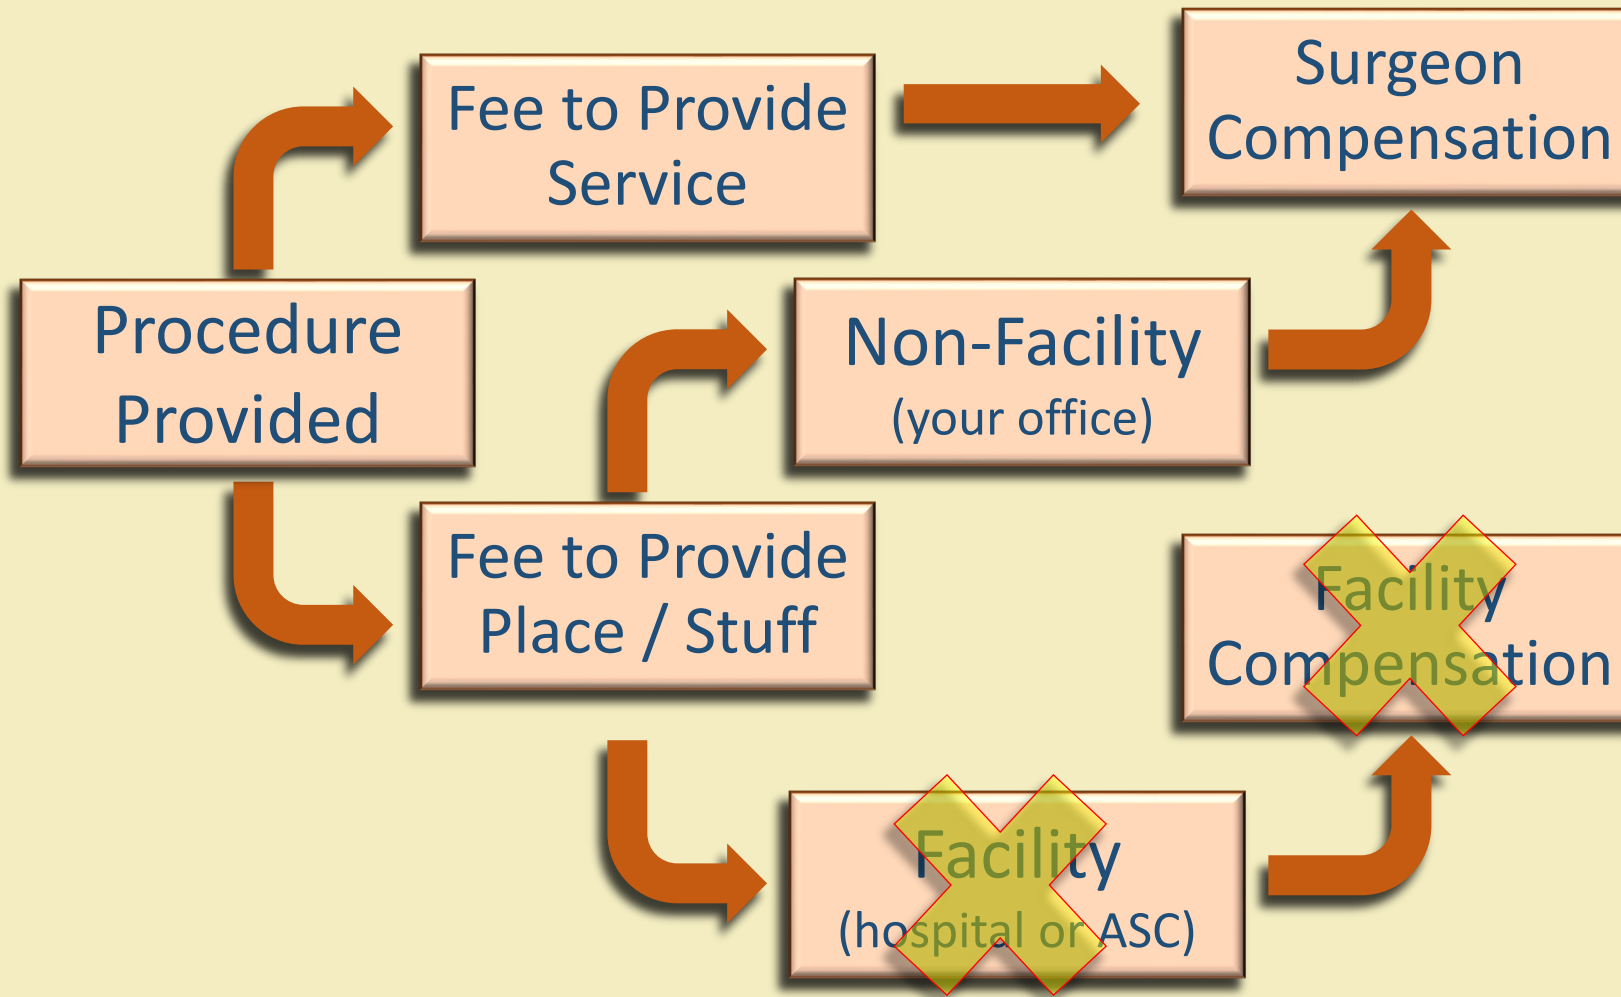 Surgeon
Compensation
Fee to Provide
Service
Procedure
Provided
Non-Facility
(your office)
Fee to Provide
Place / Stuff
Facility
Compensation
Facility
(hospital or ASC)